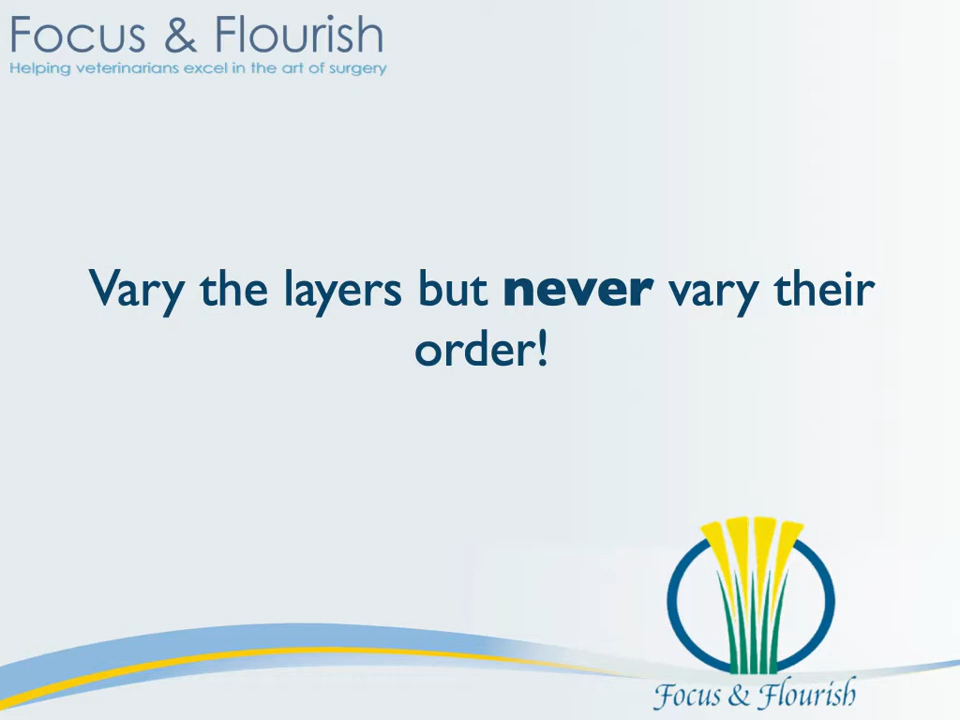 Focus & Flourish
Helping veterinarians excel in the art of surgery
Vary the layers but never vary their
order!
Focus & Flourish